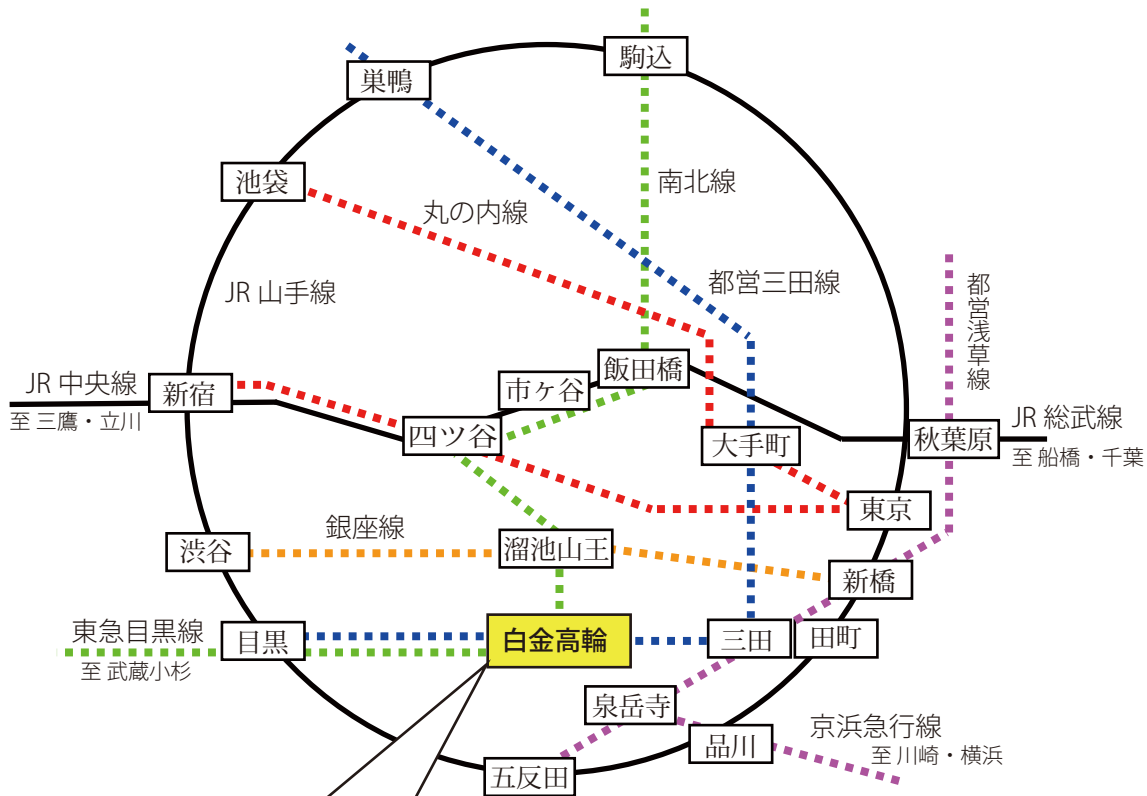 駒込
巣鴨
池袋
南北線
丸の内線
都営三田線
JR 山手線
都営浅草線
飯田橋
市ヶ谷
JR 中央線
至 三鷹・立川
新宿
四ツ谷
大手町
秋葉原
JR 総武線
至 船橋・千葉
東京
銀座線
渋谷
溜池山王
新橋
東急目黒線
至 武蔵小杉
目黒
白金高輪
三田
田町
泉岳寺
品川
京浜急行線
至 川崎・横浜
五反田